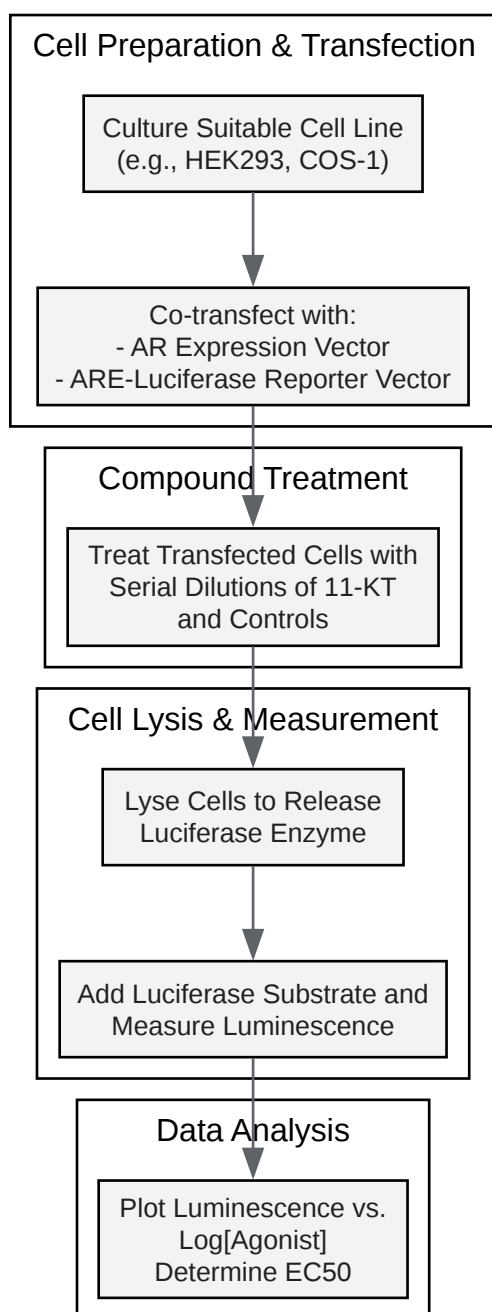 Cell Preparation & Transfection
Culture Suitable Cell Line
(e.g., HEK293, COS-1)
Co-transfect with:
- AR Expression Vector
- ARE-Luciferase Reporter Vector
Compound Treatment
Treat Transfected Cells with
Serial Dilutions of 11-KT
and Controls
Cell Lysis & Measurement
Lyse Cells to Release
Luciferase Enzyme
Add Luciferase Substrate and
Measure Luminescence
Data Analysis
Plot Luminescence vs.
Log[Agonist]
Determine EC50